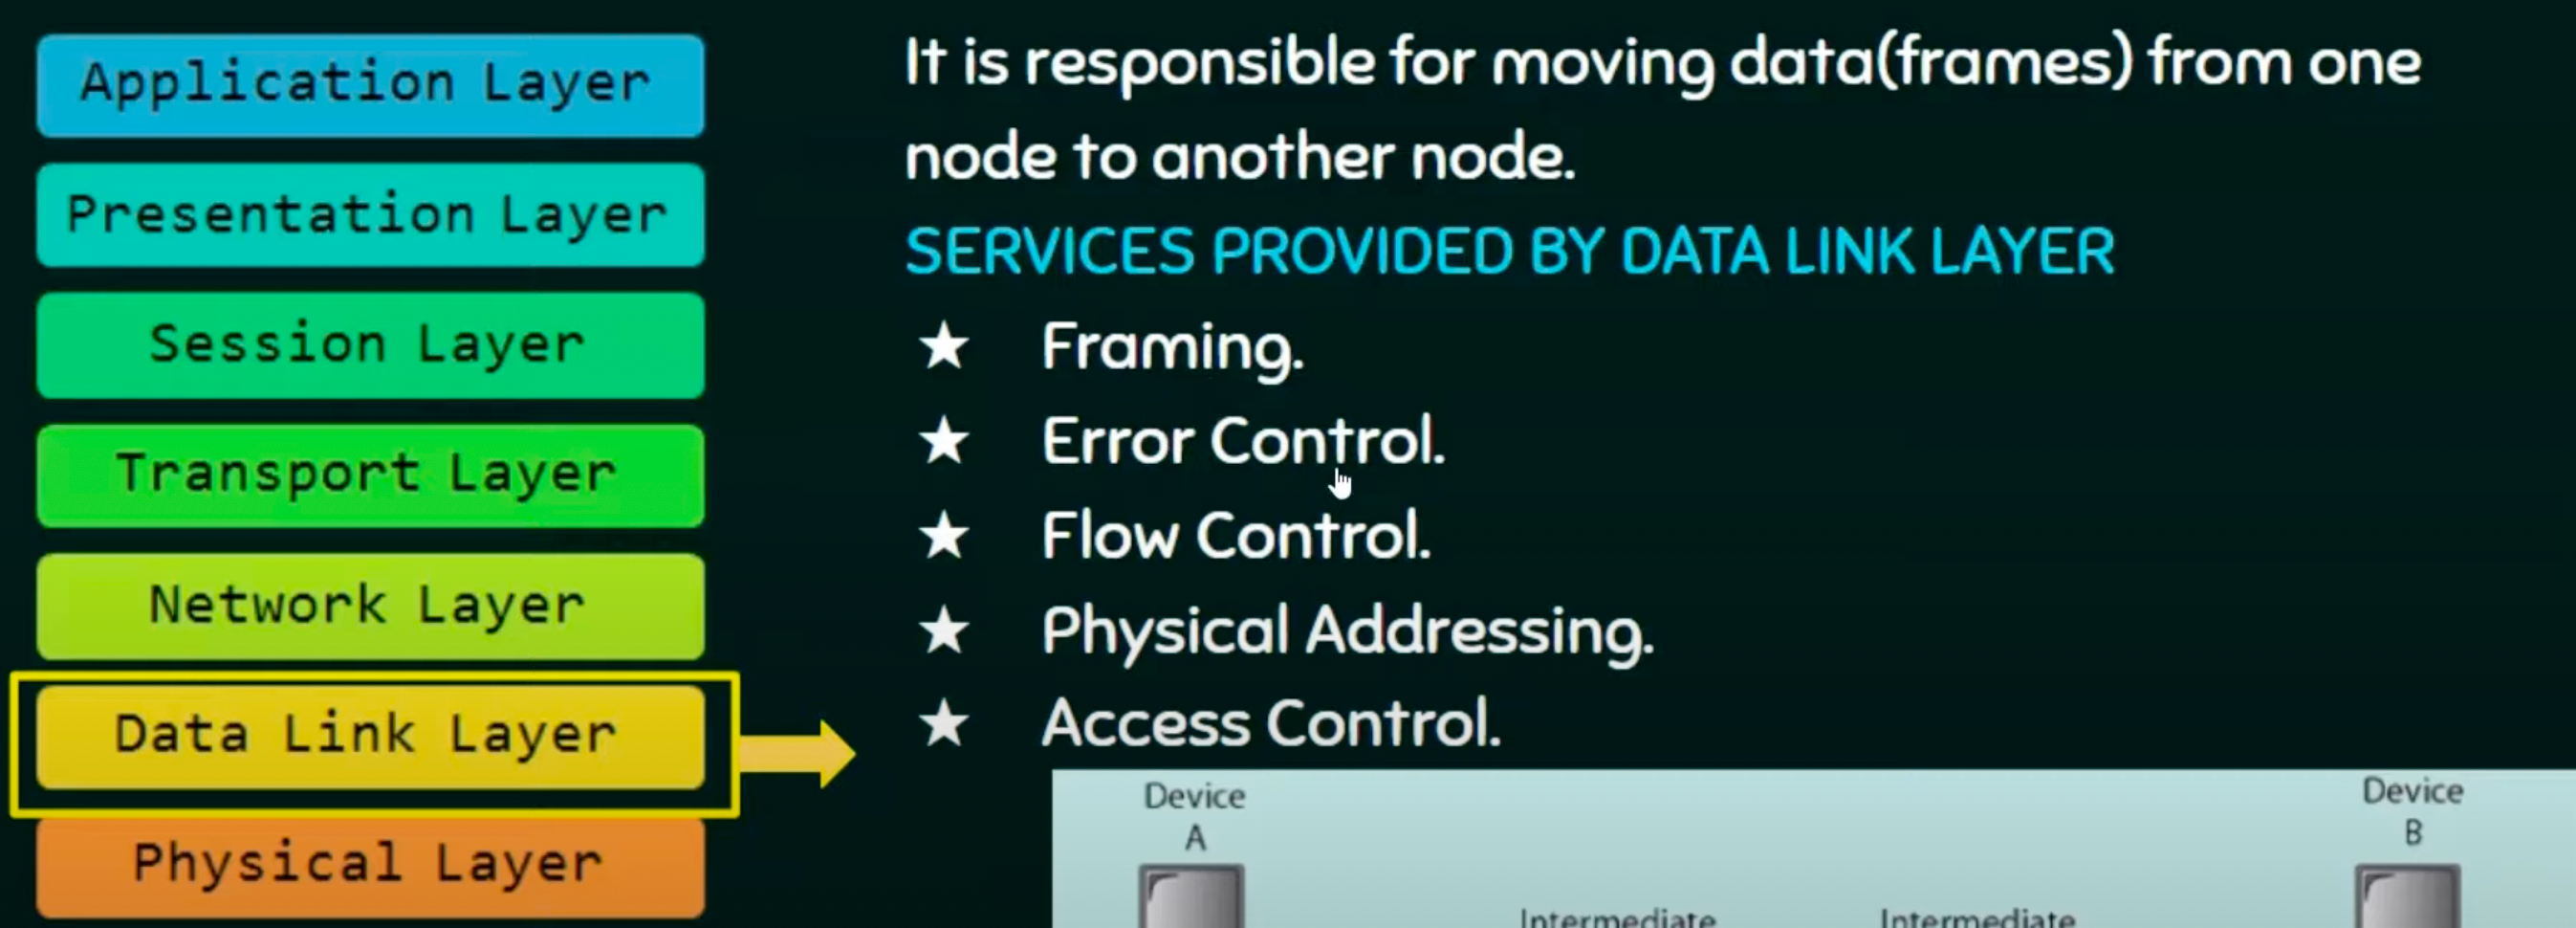 Application Layer
Presentation Layer
Session Layer
Transport Layer
Network Layer
Data Link Layer
Physical Layer
It is responsible for moving data(frames) from one
node to another node.
SERVICES PROVIDED BY DATA LINK LAYER
★ Framing.
★ Error Control.
★ Flow Control.
★ Physical Addressing.
★ Access Control.
Device
A
Device
B
Intermediate
Intermediate